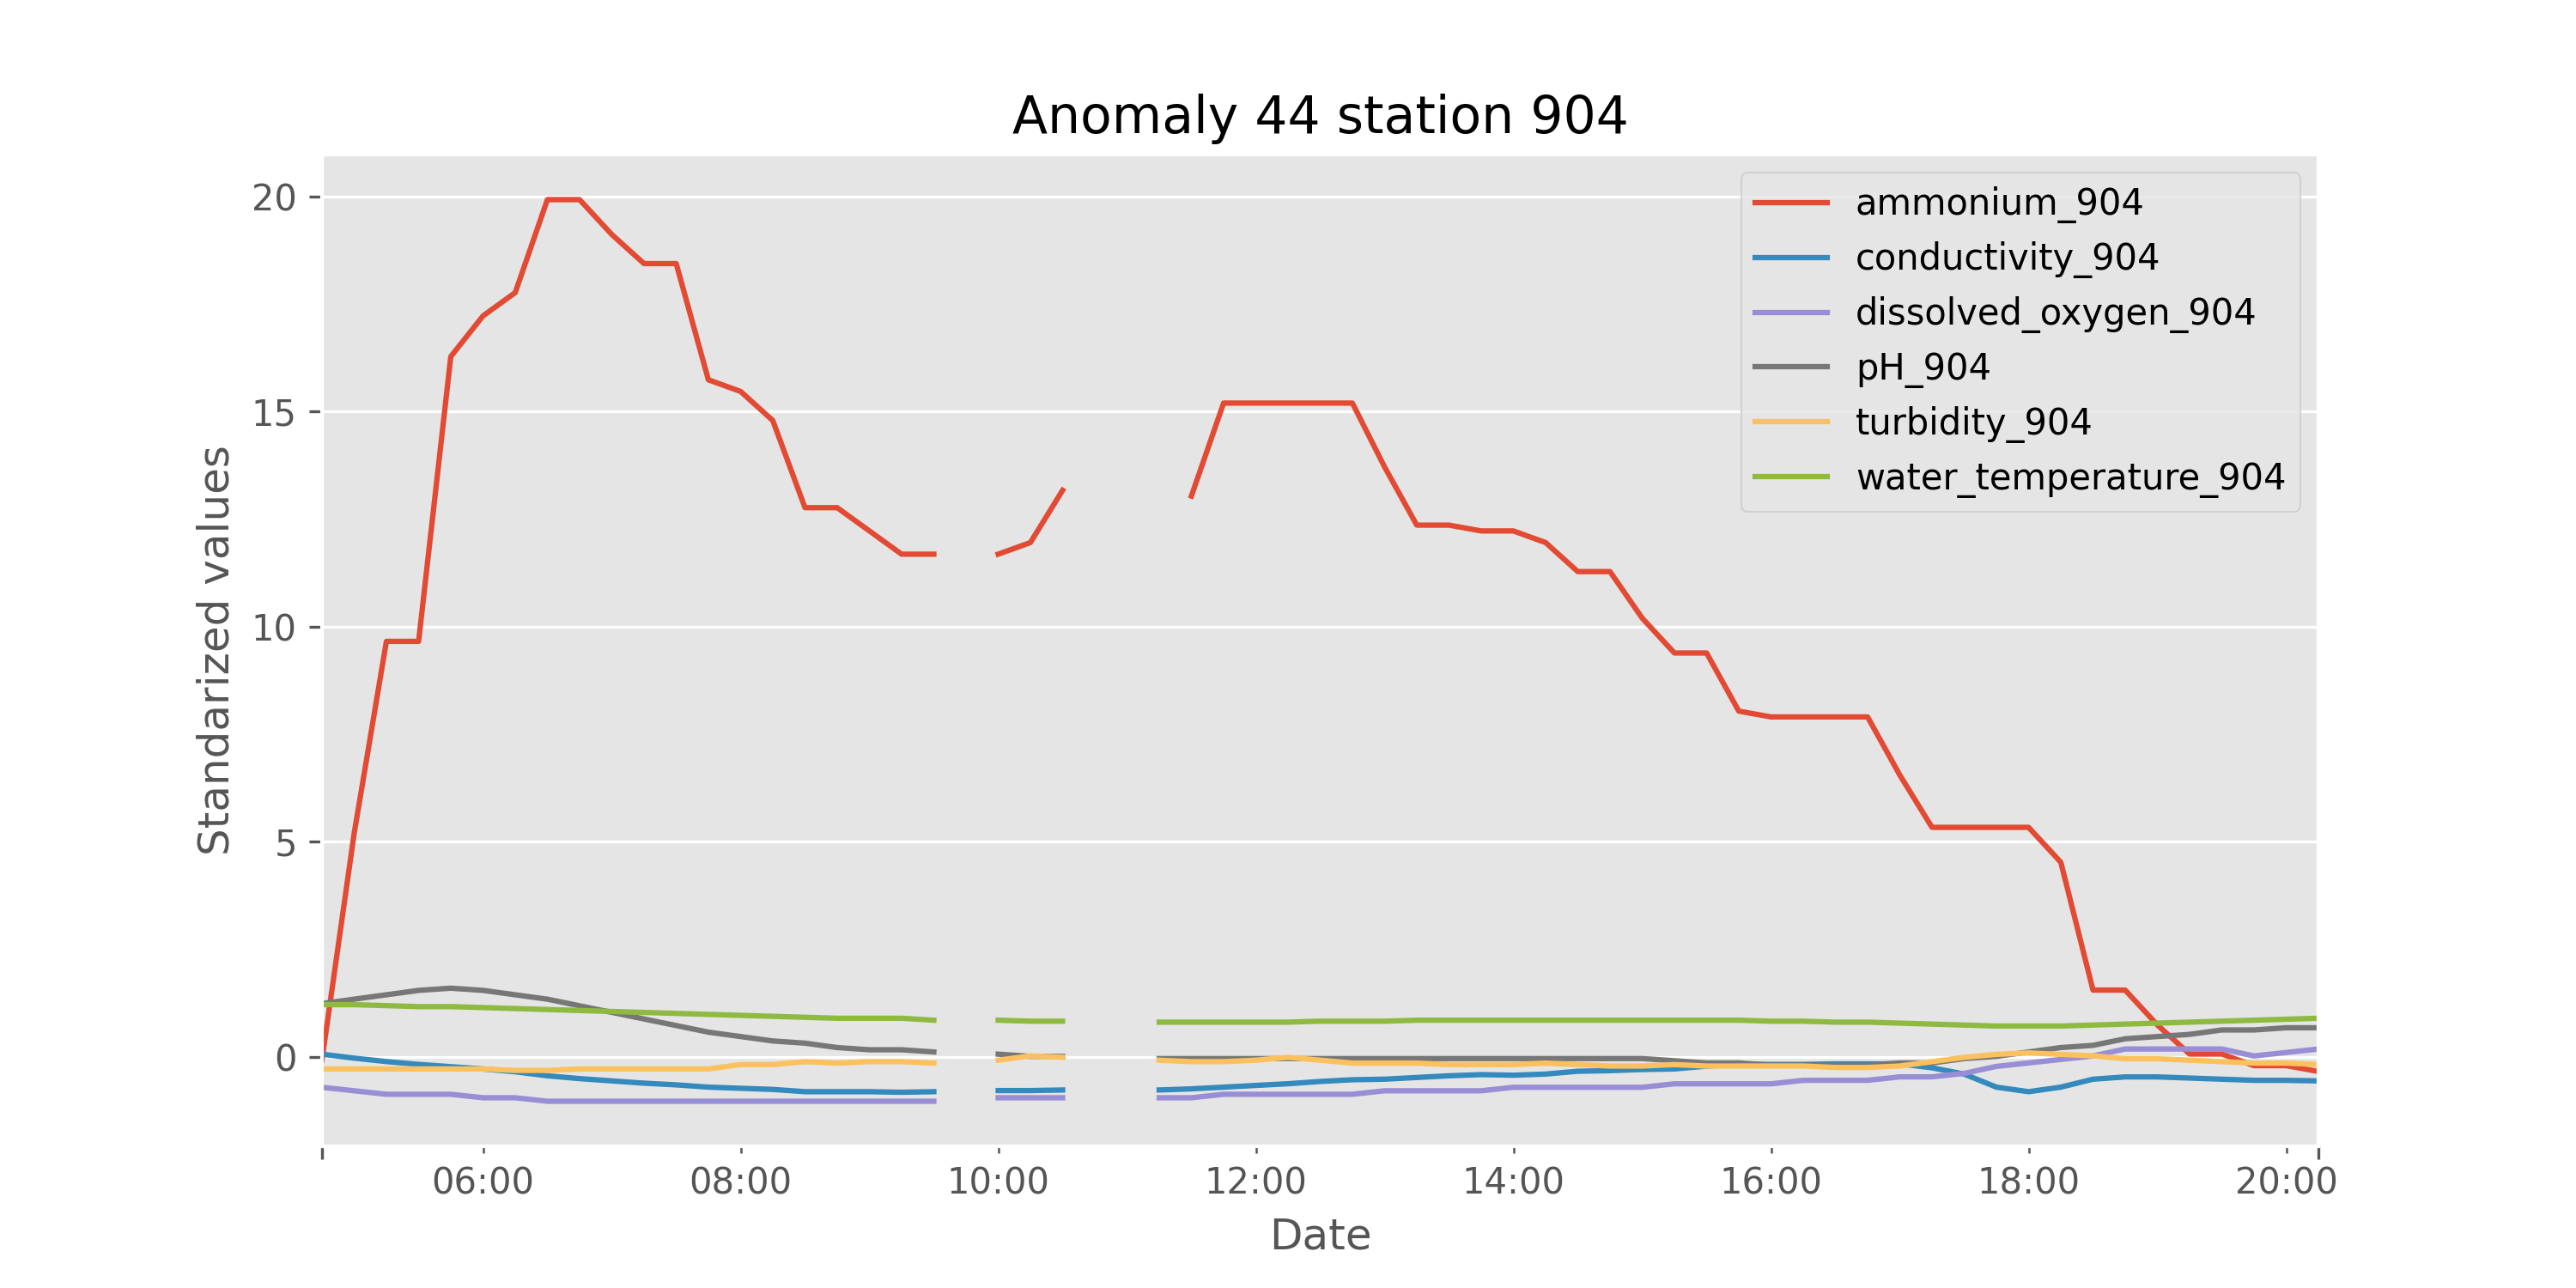 Anomaly 44 station 904
20
15
10
5
0
Standarized values
ammonium_904
conductivity_904
dissolved_oxygen_904
pH_904
turbidity_904
water_temperature_904
06:00 08:00 10:00 12:00 14:00 16:00 18:00 20:00
Date